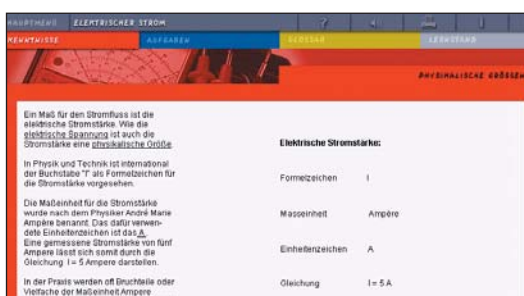 HAUPTMENÜ ELEKTRISCHER STROM ?
KENNTNISSE AUFGABEN GLOSSAR LERNSTAND
PHYSIKALISCHE GRÖSSEN
Ein Maß für den Stromfluss ist die
elektrische Stromstärke. Wie die
elektrische Spannung ist auch die
Stromstärke eine physikalische Größe.
In Physik und Technik ist international
der Buchstabe "I" als Formelzeichen für
die Stromstärke vorgesehen.
Die Maßeinheit für die Stromstärke
wurde nach dem Physiker André Marie
Ampère benannt. Das dafür verwen-
dete Einheitenzeichen ist das A.
Eine gemessene Stromstärke von fünf
Ampere lässt sich somit durch die
Gleichung I = 5 Ampere darstellen.
In der Praxis werden oft Bruchteile oder
Vielfache der Maßeinheit Ampere
Elektrische Stromstärke:
Formelzeichen I
Masseinheit Ampère
Einheitenzeichen A
Gleichung I = 5 A